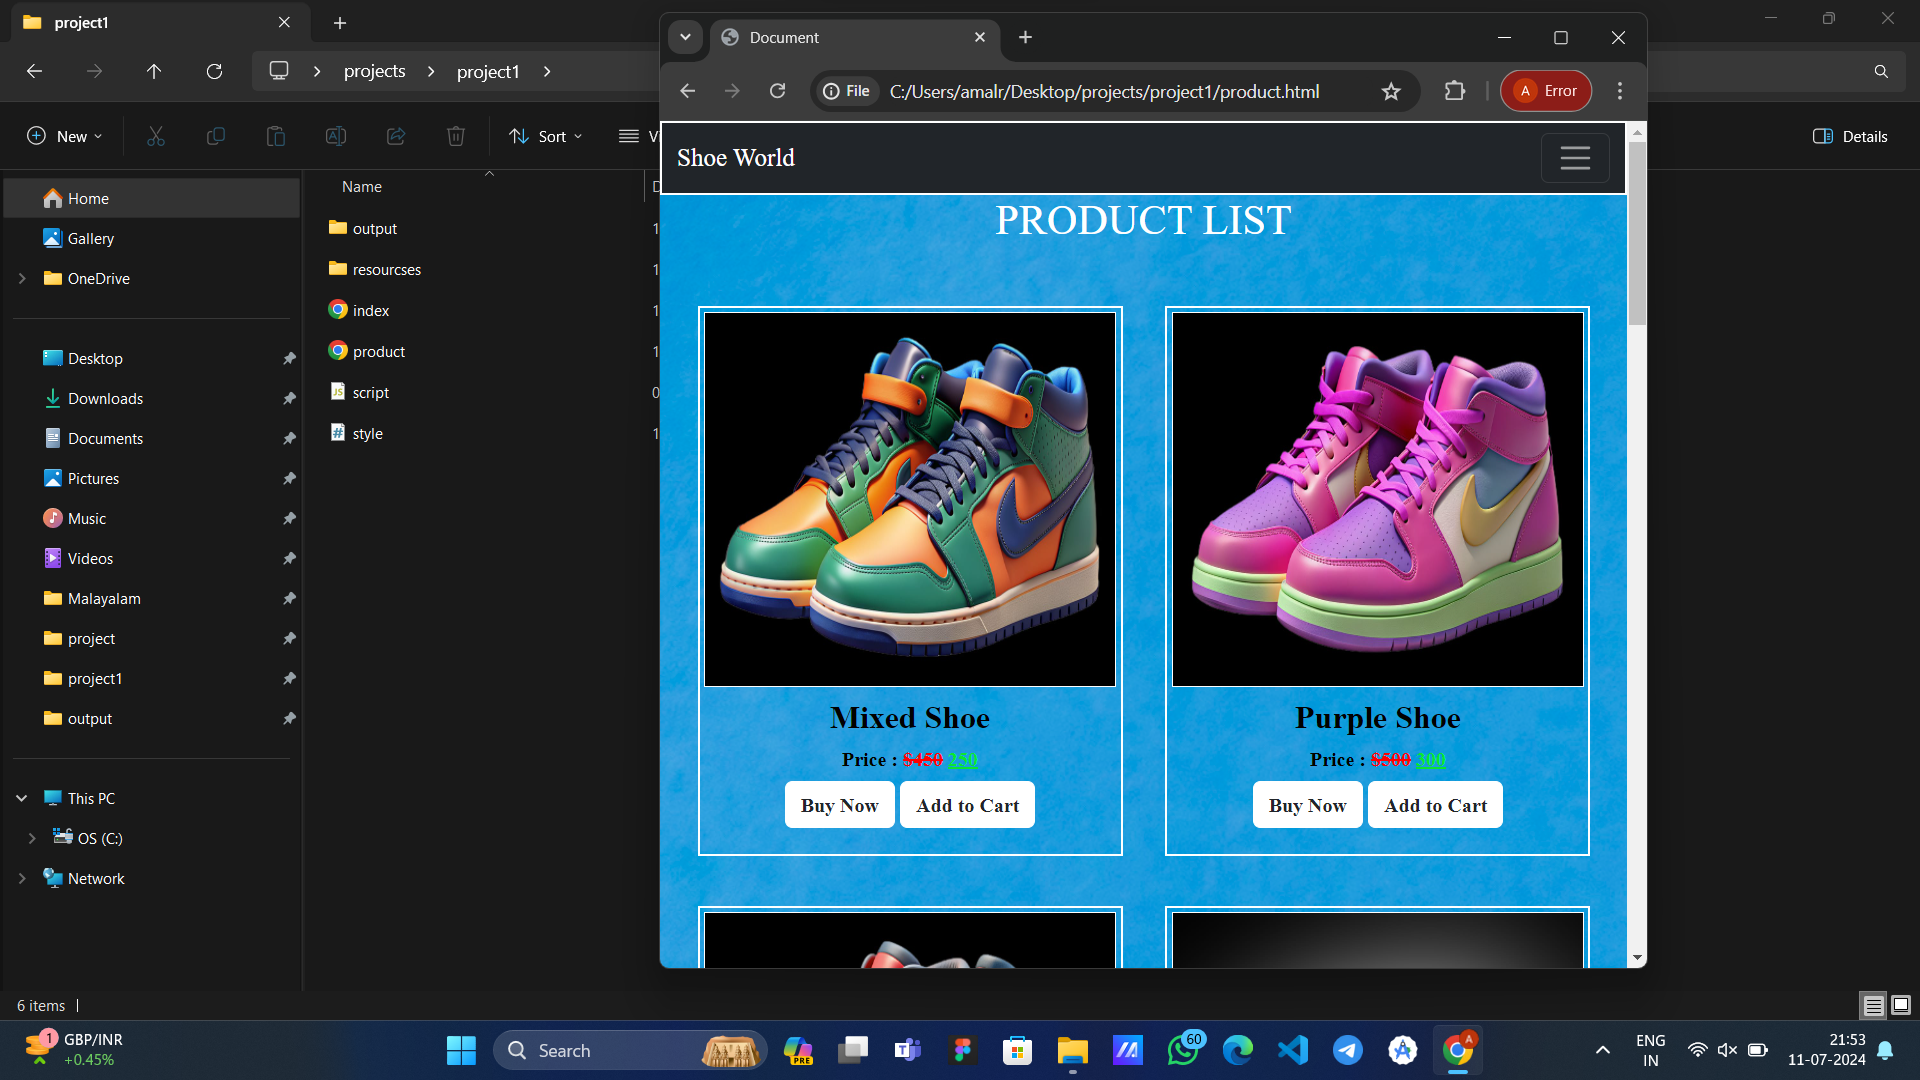 project1
Document
projects
project1
File
C:/Users/amalr/Desktop/projects/project1/product.html
A
Error
New
Sort
Details
Home
Gallery
OneDrive
Desktop
Downloads
Documents
Pictures
Music
Videos
Malayalam
project
project1
output
This PC
OS (C:)
Network
Name
output
resourcses
index
product
script
style
Shoe World
PRODUCT LIST
Mixed Shoe
Price : $450 250
Buy Now
Add to Cart
Purple Shoe
Price : $500 300
Buy Now
Add to Cart
6 items
1
GBP/INR
+0.45%
Search
PRE
60
A
ENG
IN
21:53
11-07-2024